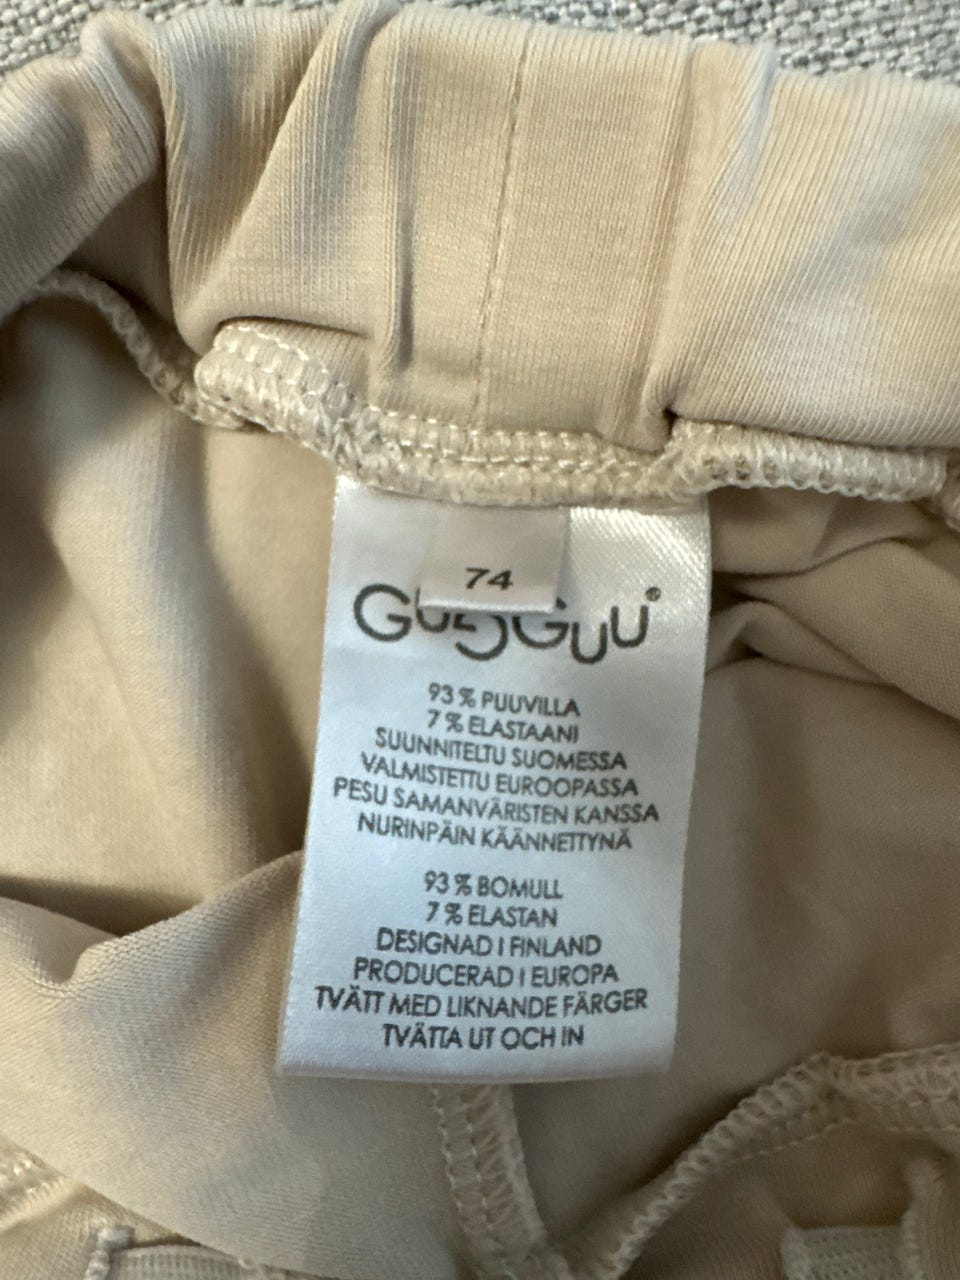 74
GUGGUU®
93 % PUUVILLA
7 % ELASTAANI
SUUNNITELTU SUOMESSA
VALMISTETTU EUROOPASSA
PESU SAMANVÄRISTEN KANSSA
NURINPÄIN KÄÄNNETTYNÄ
93 % BOMULL
7 % ELASTAN
DESIGNAD I FINLAND
PRODUCERAD I EUROPA
TVÄTT MED LIKNANDE FÄRGER
TVÄTTA UT OCH IN